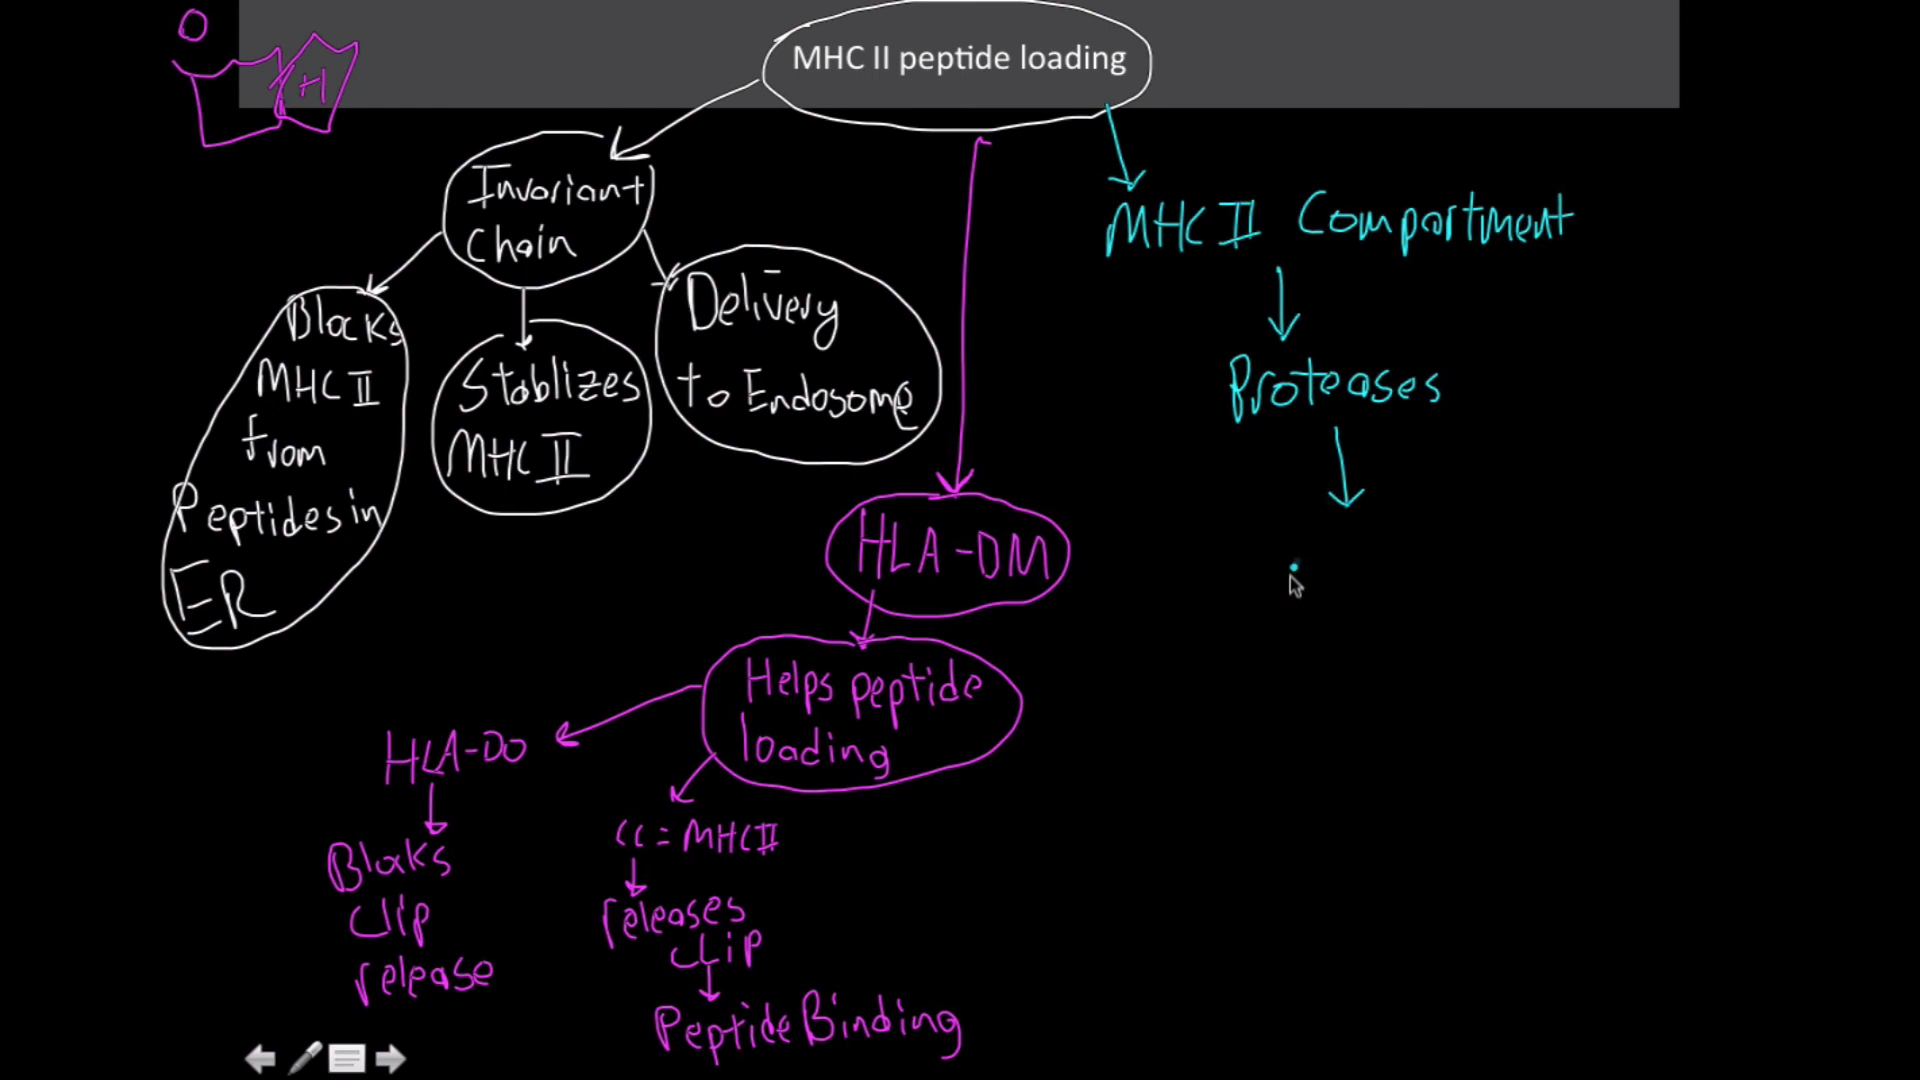 O
+1
MHC II peptide loading
Invariant
Chain
Blocks
MHC II
from
Peptides in
ER
Stablizes
MHC II
Delivery
to Endosome
HLA-DM
Helps peptide
loading
HLA-DO
Blocks
Clip
release
CC = MHC II
releases
CLiP
Peptide Binding
MHC II Compartment
Proteases